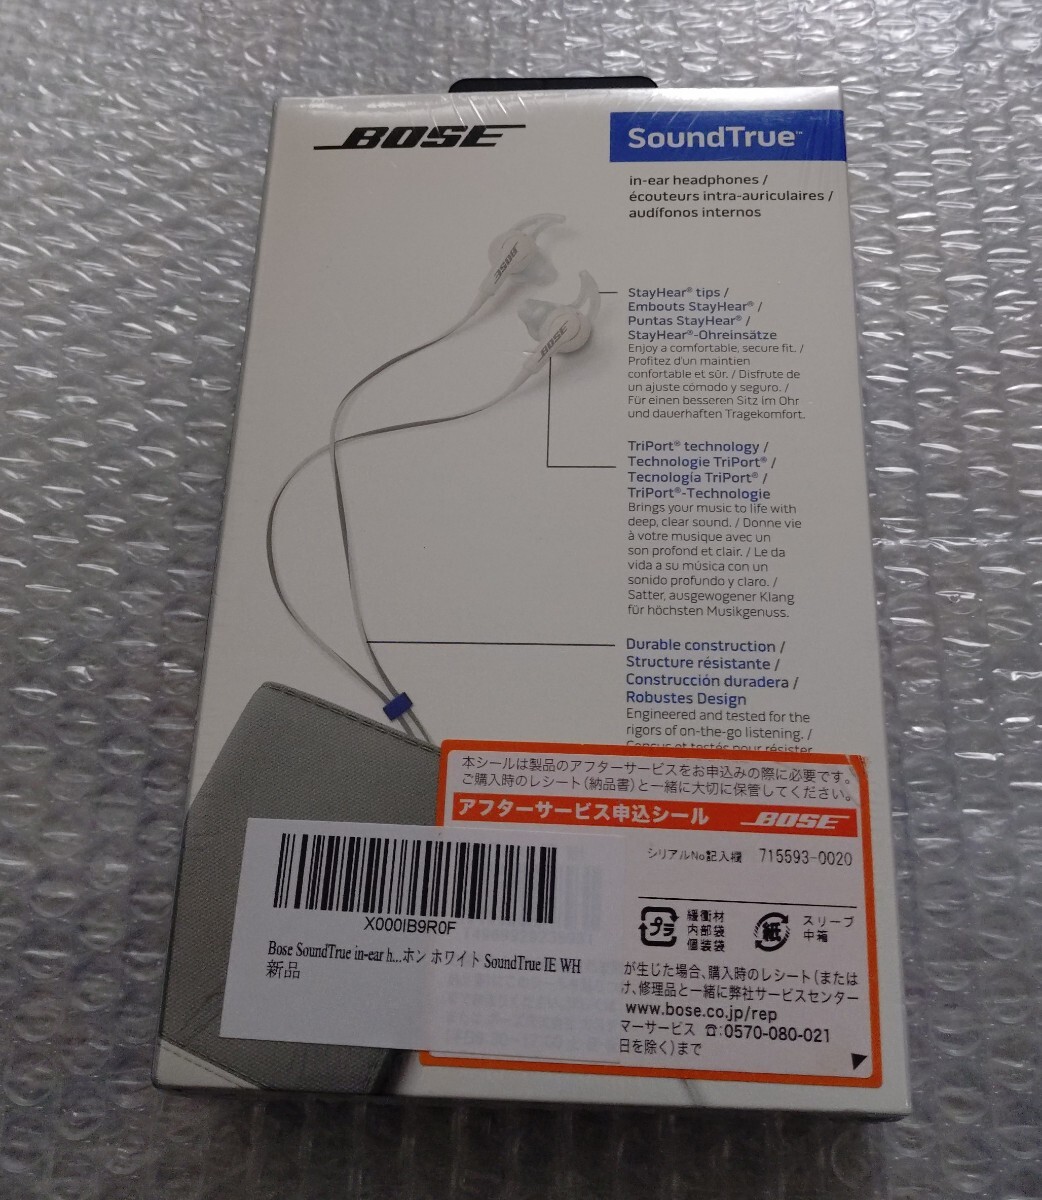 BOSE
SoundTrue™
in-ear headphones /
écouteurs intra-auriculaires /
audífonos internos
BOSE
BOSE
StayHear® tips /
Embouts StayHear® /
Puntas StayHear® /
StayHear®-Ohreinsätze
Enjoy a comfortable, secure fit. /
Profitez d'un maintien
confortable et sûr. / Disfrute de
un ajuste cómodo y seguro. /
Für einen besseren Sitz im Ohr
und dauerhaften Tragekomfort.
TriPort® technology /
Technologie TriPort® /
Tecnología TriPort® /
TriPort®-Technologie
Brings your music to life with
deep, clear sound. / Donne vie
à votre musique avec un
son profond et clair. / Le da
vida a su música con un
sonido profundo y claro. /
Satter, ausgewogener Klang
für höchsten Musikgenuss.
Durable construction /
Structure résistante /
Construcción duradera /
Robustes Design
Engineered and tested for the
rigors of on-the-go listening. /
Conçus et testés pour résister
本シールは製品のアフターサービスをお申込みの際に必要です。
ご購入時のレシート(納品書)と一緒に大切に保管してください。
アフターサービス申込シール BOSE
シリアルNo記入欄 715593-0020
プラ 緩衝材
内部袋
個装袋
紙 スリーブ
中箱
が生じた場合、購入時のレシート(または
け、修理品と一緒に弊社サービスセンター
www.bose.co.jp/rep
マーサービス ☎:0570-080-021
日を除く)まで
X000IB9R0F
Bose SoundTrue in-ear h...ホン ホワイト SoundTrue IE WH
新品